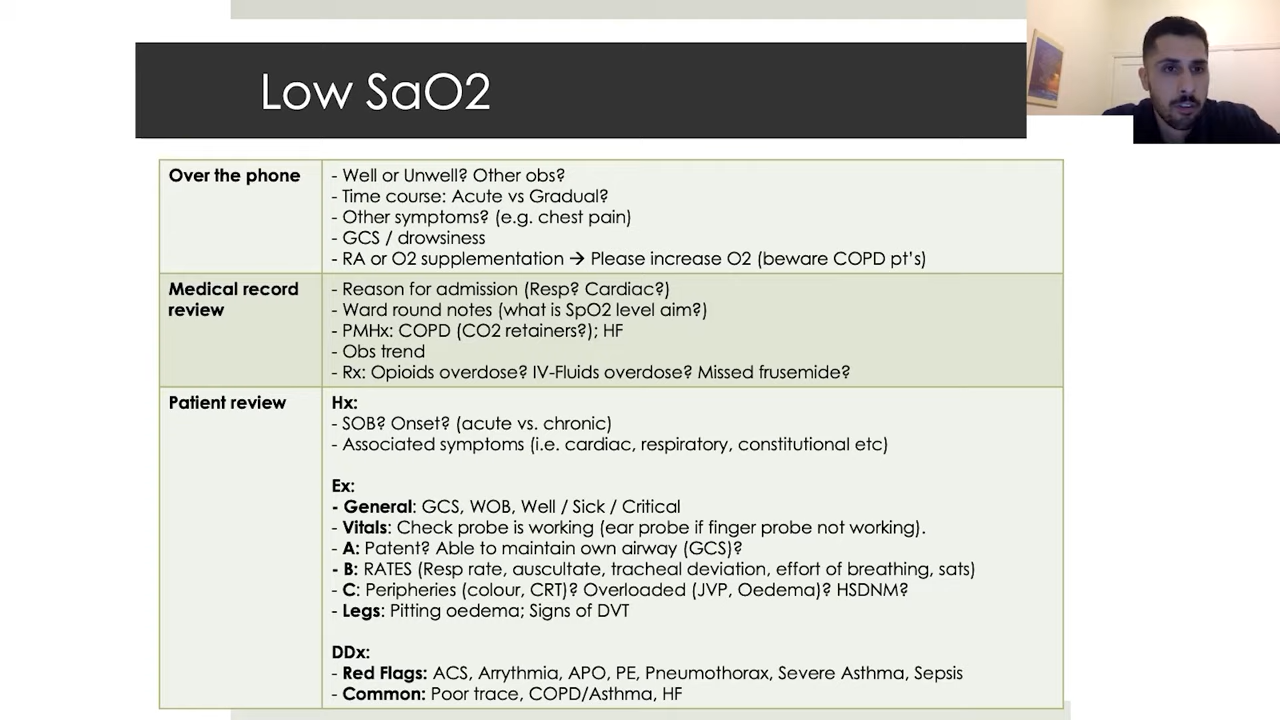 Low SaO2
Over the phone
- Well or Unwell? Other obs?
- Time course: Acute vs Gradual?
- Other symptoms? (e.g. chest pain)
- GCS / drowsiness
- RA or O2 supplementation → Please increase O2 (beware COPD pt's)
Medical record
review
- Reason for admission (Resp? Cardiac?)
- Ward round notes (what is SpO2 level aim?)
- PMHx: COPD (CO2 retainers?); HF
- Obs trend
- Rx: Opioids overdose? IV-Fluids overdose? Missed frusemide?
Patient review
Hx:
- SOB? Onset? (acute vs. chronic)
- Associated symptoms (i.e. cardiac, respiratory, constitutional etc)
Ex:
- General: GCS, WOB, Well / Sick / Critical
- Vitals: Check probe is working (ear probe if finger probe not working).
- A: Patent? Able to maintain own airway (GCS)?
- B: RATES (Resp rate, auscultate, tracheal deviation, effort of breathing, sats)
- C: Peripheries (colour, CRT)? Overloaded (JVP, Oedema)? HSDNM?
- Legs: Pitting oedema; Signs of DVT
DDx:
- Red Flags: ACS, Arrythmia, APO, PE, Pneumothorax, Severe Asthma, Sepsis
- Common: Poor trace, COPD/Asthma, HF